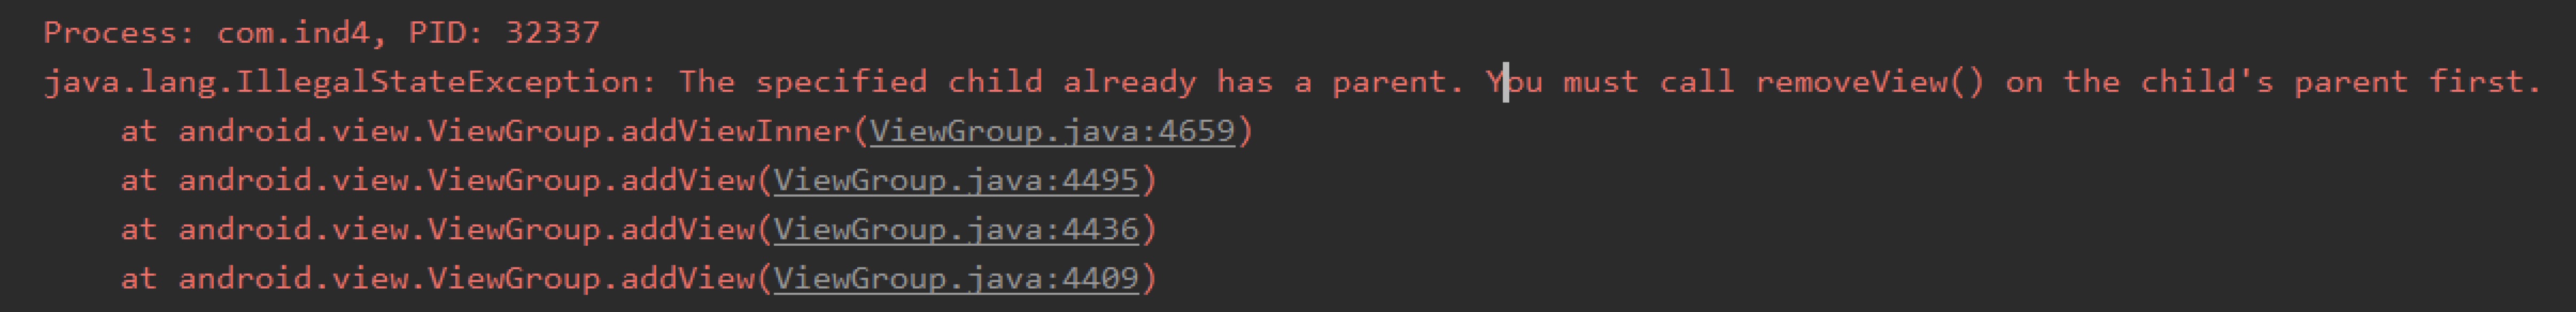 Process: com.ind4, PID: 32337
java.lang.IllegalStateException: The specified child already has a parent. You must call removeView() on the child's parent first.
at android.view.ViewGroup.addViewInner(ViewGroup.java:4659)
at android.view.ViewGroup.addView(ViewGroup.java:4495)
at android.view.ViewGroup.addView(ViewGroup.java:4436)
at android.view.ViewGroup.addView(ViewGroup.java:4409)